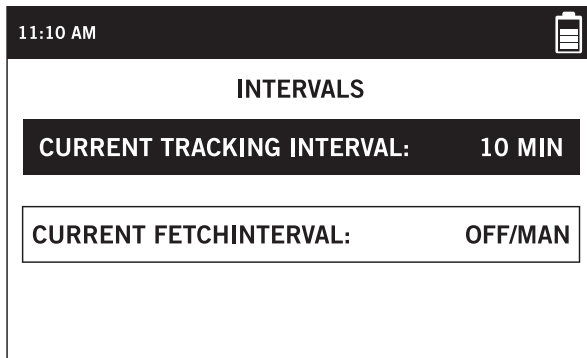 11:10 AM
INTERVALS
CURRENT TRACKING INTERVAL: 10 MIN
CURRENT FETCHINTERVAL: OFF/MAN